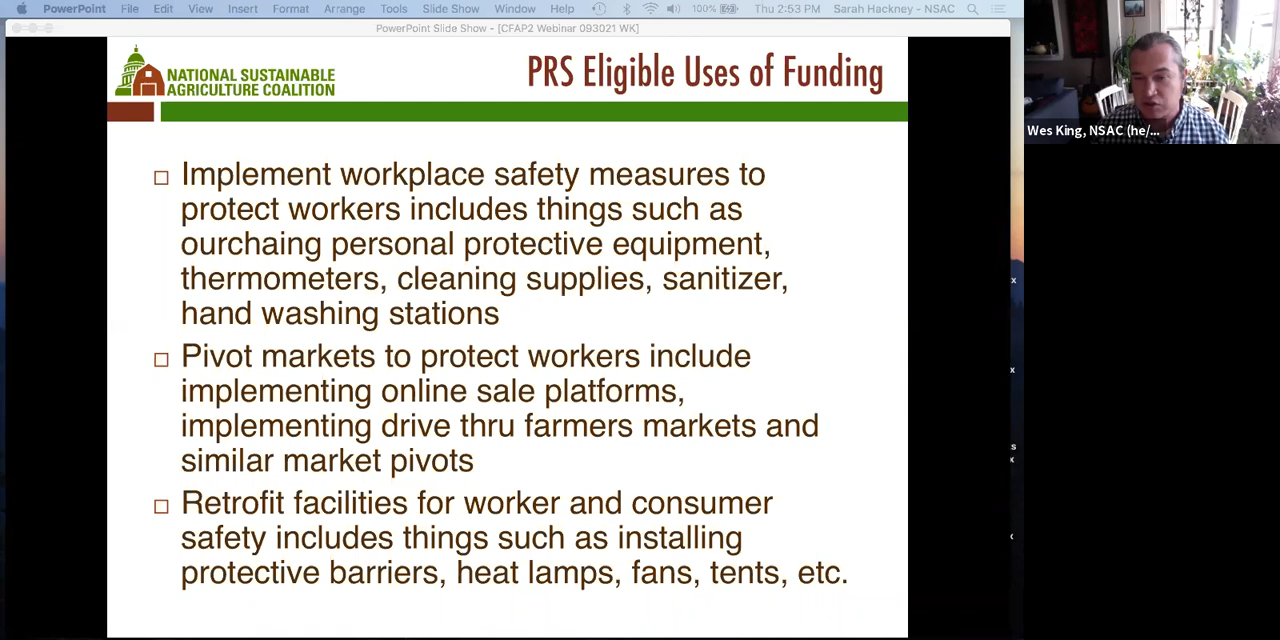 PowerPoint File Edit View Insert Format Arrange Tools Slide Show Window Help 100% Thu 2:53 PM Sarah Hackney - NSAC
PowerPoint Slide Show - [CFAP2 Webinar 093021 WK]
NATIONAL SUSTAINABLE
AGRICULTURE COALITION
PRS Eligible Uses of Funding
Implement workplace safety measures to
protect workers includes things such as
ourchaing personal protective equipment,
thermometers, cleaning supplies, sanitizer,
hand washing stations
Pivot markets to protect workers include
implementing online sale platforms,
implementing drive thru farmers markets and
similar market pivots
Retrofit facilities for worker and consumer
safety includes things such as installing
protective barriers, heat lamps, fans, tents, etc.
Wes King, NSAC (he/...